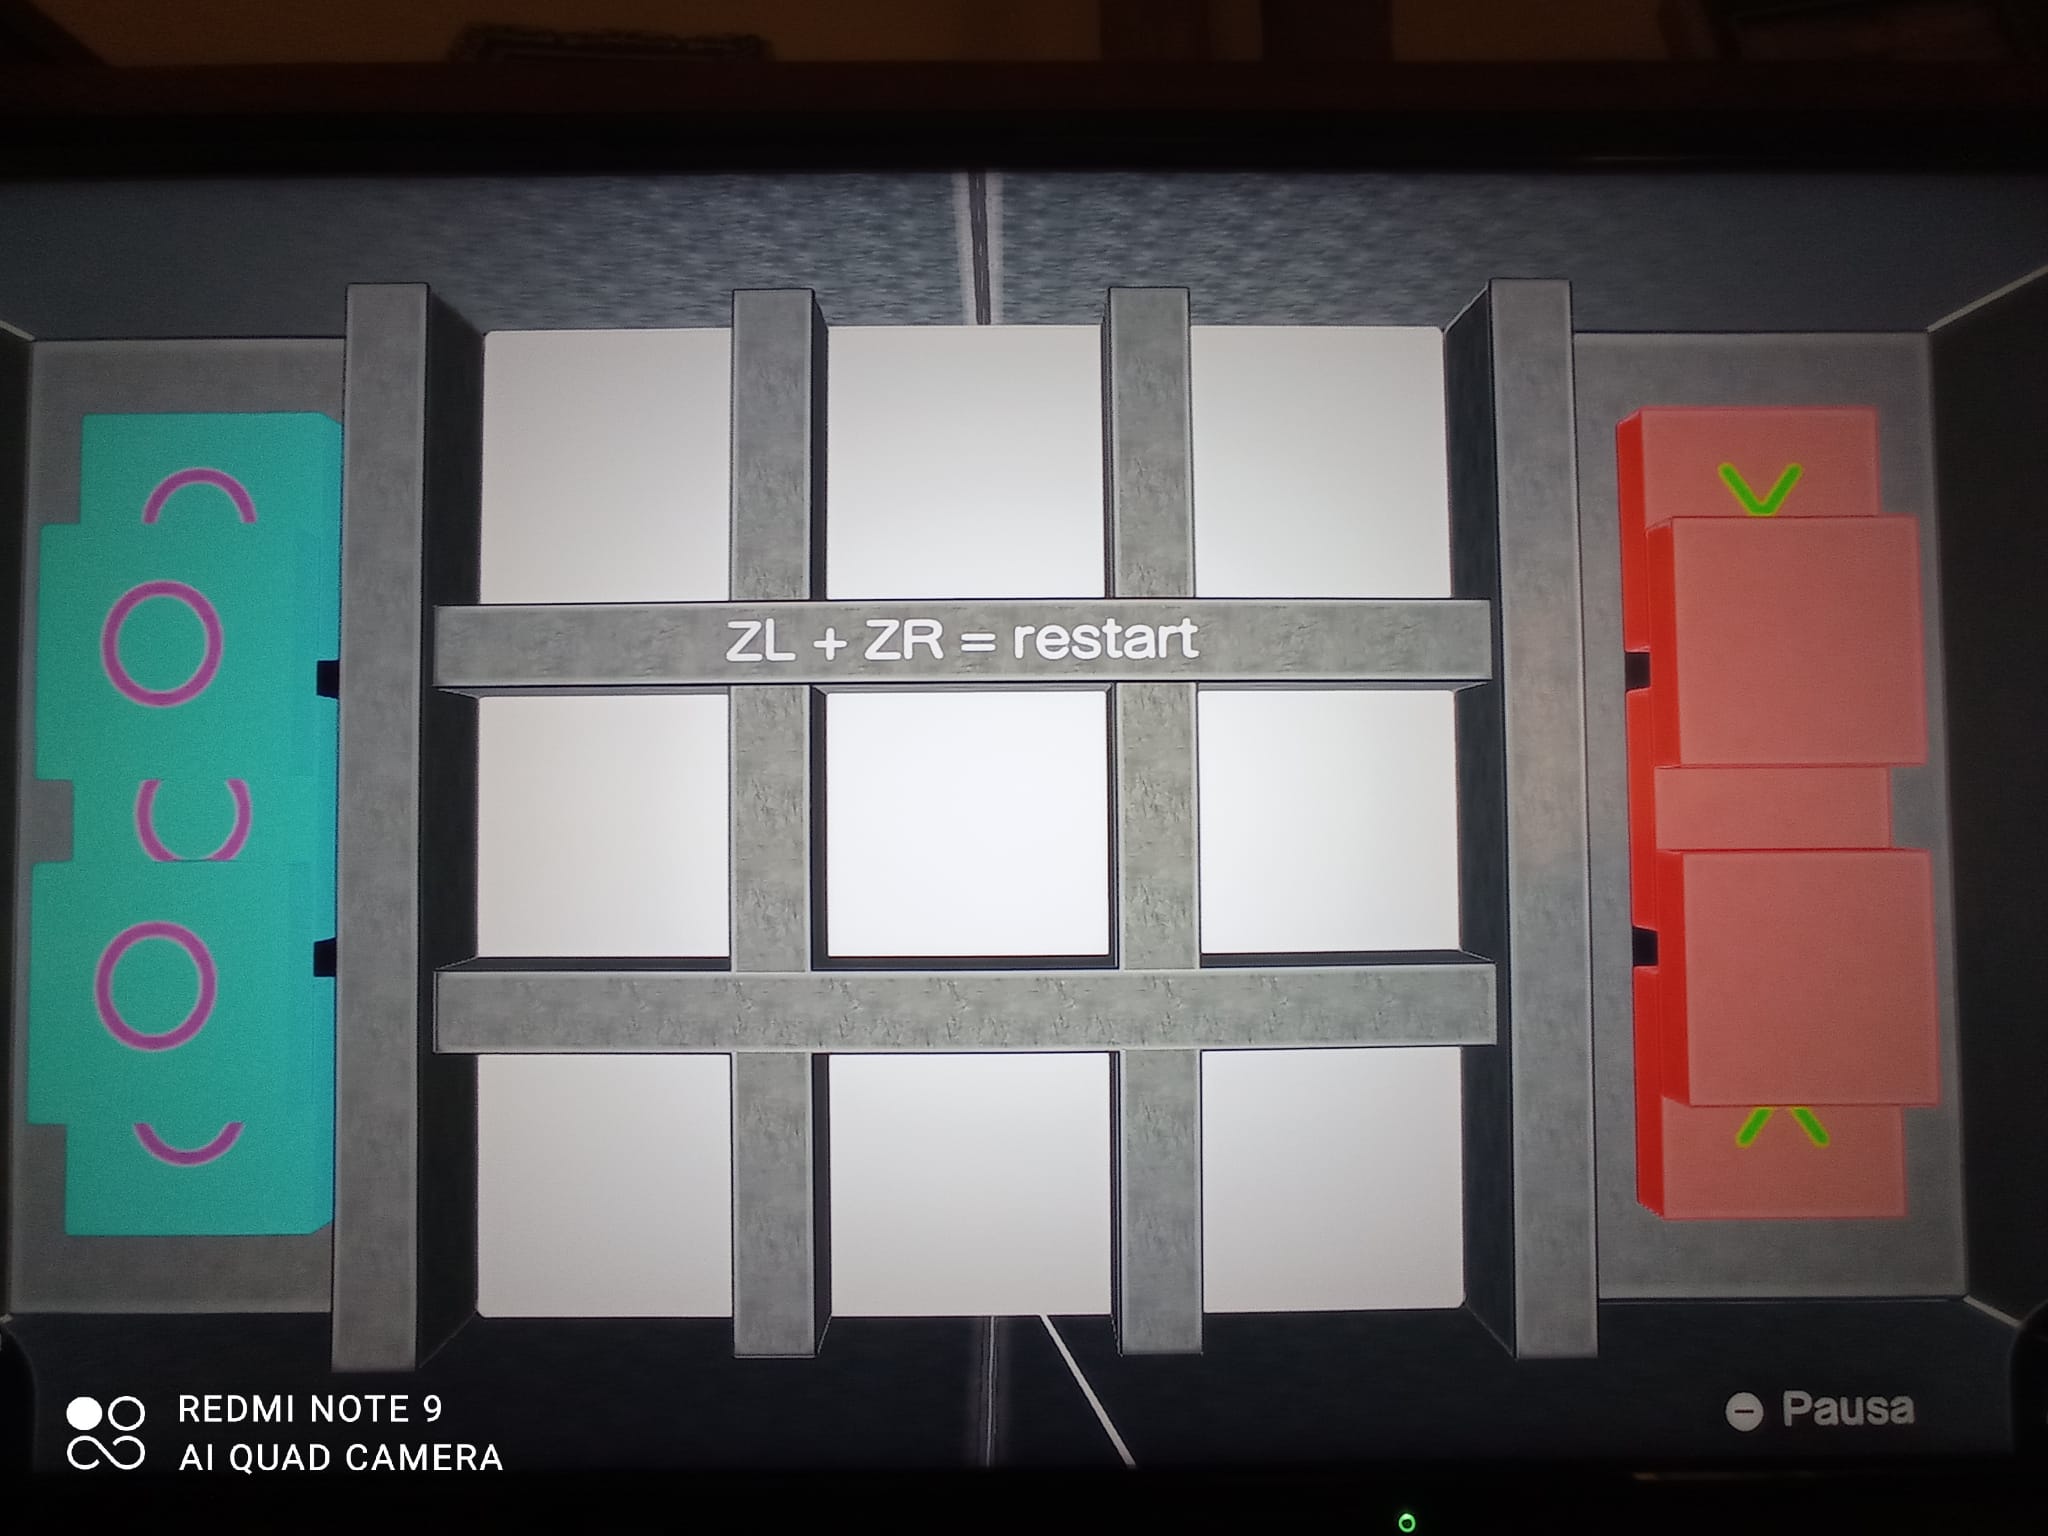 ZL + ZR = restart
Pausa
REDMI NOTE 9
AI QUAD CAMERA